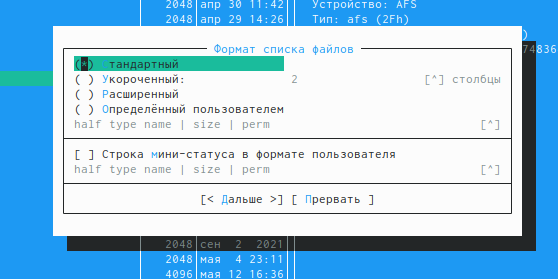 2048 апр 30 11:42 Устройство: AFS
2048 апр 29 14:26 Тип: afs (2Fh)
Формат списка файлов )
(*) Стандартный 74836
( ) Укороченный: 2 [^] столбцы
( ) Расширенный
( ) Определённый пользователем
half type name | size | perm [^]
[ ] Строка мини-статуса в формате пользователя
half type name | size | perm [^]
[< Дальше >] [ Прервать ]
2048 сен 2 2021
2048 мая 4 23:11
4096 мая 12 16:36